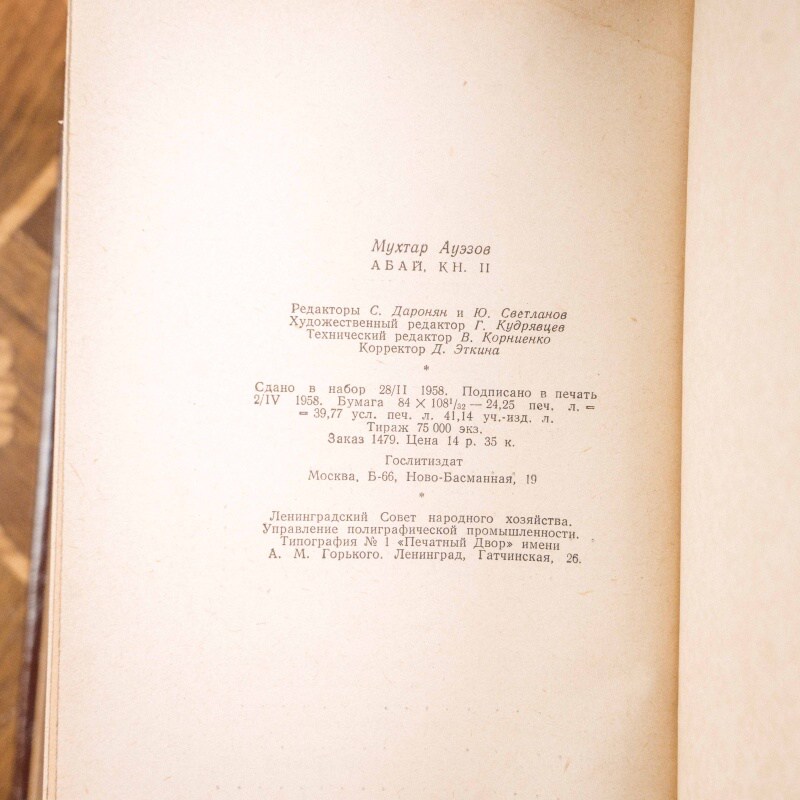 Мухтар Ауэзов
АБАЙ, КН. II
Редакторы С. Даронян и Ю. Светланов
Художественный редактор Г. Кудрявцев
Технический редактор В. Корниенко
Корректор Д. Эткина
*
Сдано в набор 28/II 1958. Подписано в печать
2/IV 1958. Бумага 84 × 108¹/₃₂ — 24,25 печ. л. =
= 39,77 усл. печ. л. 41,14 уч.-изд. л.
Тираж 75 000 экз.
Заказ 1479. Цена 14 р. 35 к.
Гослитиздат
Москва, Б-66, Ново-Басманная, 19
*
Ленинградский Совет народного хозяйства.
Управление полиграфической промышленности.
Типография № 1 «Печатный Двор» имени
А. М. Горького. Ленинград, Гатчинская, 26.